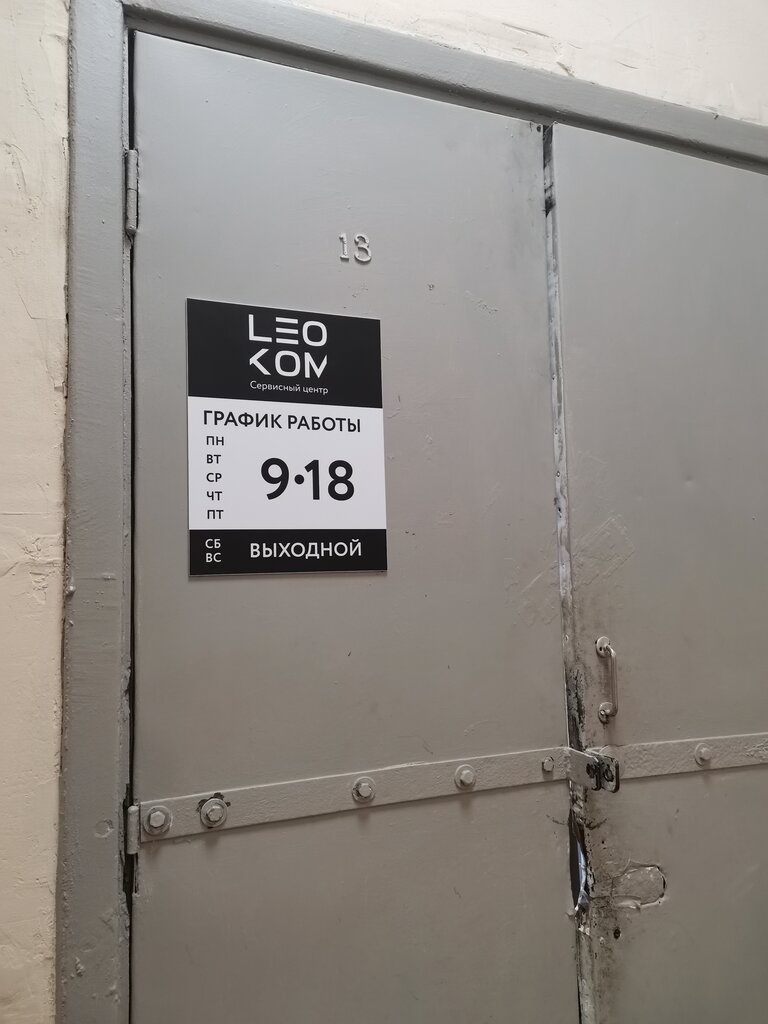 13
LEO
KOM
Сервисный центр
ГРАФИК РАБОТЫ
ПН
ВТ
СР
ЧТ
ПТ
9•18
СБ
ВС
ВЫХОДНОЙ